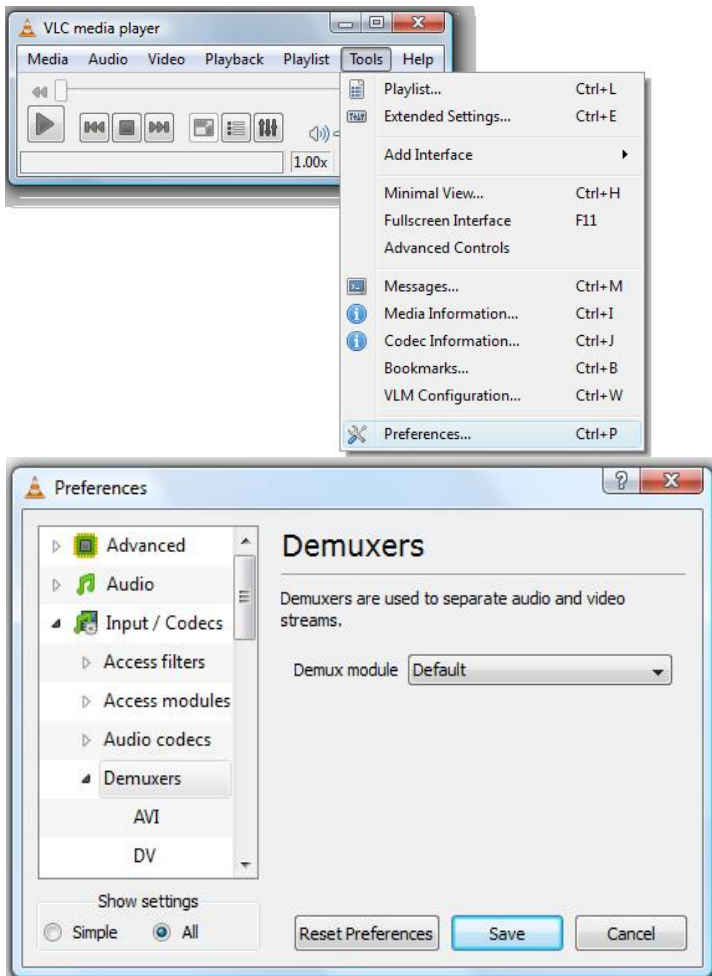 VLC media player
Media Audio Video Playback Playlist Tools Help
1.00x
Playlist... Ctrl+L
Extended Settings... Ctrl+E
Add Interface
Minimal View... Ctrl+H
Fullscreen Interface F11
Advanced Controls
Messages... Ctrl+M
Media Information... Ctrl+I
Codec Information... Ctrl+J
Bookmarks... Ctrl+B
VLM Configuration... Ctrl+W
Preferences... Ctrl+P
Preferences
Advanced
Audio
Input / Codecs
Access filters
Access modules
Audio codecs
Demuxers
AVI
DV
Show settings
Simple All
Demuxers
Demuxers are used to separate audio and video
streams.
Demux module Default
Reset Preferences Save Cancel